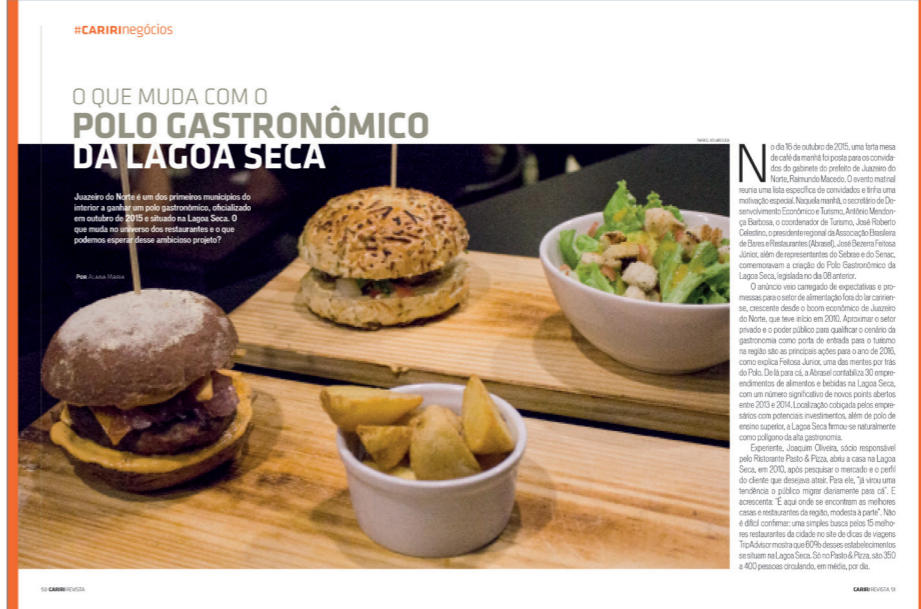 #CARIRInegócios
O QUE MUDA COM O
POLO GASTRONÔMICO
DA LAGOA SECA
Juazeiro do Norte é um dos primeiros municípios do
interior a ganhar um polo gastronômico, oficializado
em outubro de 2015 e situado na Lagoa Seca. O
que muda no universo dos restaurantes e o que
podemos esperar desse ambicioso projeto?
POR ALANA MARIA
No dia 16 de outubro de 2015, uma farta mesa
de café da manhã foi posta para os convida-
dos do gabinete do prefeito de Juazeiro do
Norte, Raimundo Macedo. O evento matinal
reunia uma lista específica de convidados e tinha uma
motivação especial. Naquela manhã, o secretário de De-
senvolvimento Econômico e Turismo, Antônio Mendon-
ça Barbosa, o coordenador de Turismo, José Roberto
Celestino, o presidente regional da Associação Brasileira
de Bares e Restaurantes (Abrasel), José Bezerra Feitosa
Júnior, além de representantes do Sebrae e do Senac,
comemoravam a criação do Polo Gastronômico da
Lagoa Seca, legislada no dia 08 anterior.
O anúncio veio carregado de expectativas e pro-
messas para o setor de alimentação fora do lar caririen-
se, crescente desde o boom econômico de Juazeiro
do Norte, que teve início em 2010. Aproximar o setor
privado e o poder público para qualificar o cenário da
gastronomia como porta de entrada para o turismo
na região são as principais ações para o ano de 2016,
como explica Feitosa Junior, uma das mentes por trás
do Polo. De lá para cá, a Abrasel contabiliza 30 empre-
endimentos de alimentos e bebidas na Lagoa Seca,
com um número significativo de novos points abertos
entre 2013 e 2014. Localização cobiçada pelos empre-
sários com potenciais investimentos, além de polo de
ensino superior, a Lagoa Seca firmou-se naturalmente
como polígono da alta gastronomia.
Experiente, Joaquim Oliveira, sócio responsável
pelo Ristorante Pasto & Pizza, abriu a casa na Lagoa
Seca, em 2010, após pesquisar o mercado e o perfil
do cliente que desejava atrair. Para ele, "já virou uma
tendência o público migrar diariamente para cá". E
acrescenta: "É aqui onde se encontram as melhores
casas e restaurantes da região, modesta à parte". Não
é difícil confirmar: uma simples busca pelos 15 melho-
res restaurantes da cidade no site de dicas de viagens
TripAdvisor mostra que 60% desses estabelecimentos
se situam na Lagoa Seca. Só no Pasto & Pizza, são 350
a 400 pessoas circulando, em média, por dia.
50 CARIRI REVISTA
CARIRI REVISTA 51